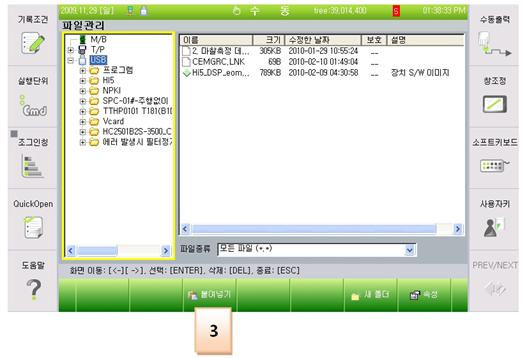 기록조건
2009.11.29 [일]
수 동
free:39,014,400
S
01:38:33 PM
수동출력
파일관리
M/B
T/P
USB
프로그램
HI5
NPKI
SPC-01#-주행없이
TTHP0101 T181(B1(
Vcard
HC2501B2S-3500_C
에러 발생시 필터정기
이름 크기 수정한 날짜 보호 설명
2. 마찰측정 데... 305KB 2010-01-29 10:55:24 __
CEMGRC.LNK 69B 2010-02-10 01:49:04 __
Hi5_DSP_eom... 789KB 2010-02-09 04:30:58 __ 장치 S/W 이미지
실행단위
Cmd
창조정
조그인칭
소프트키보드
QuickOpen
사용자키
파일종류 모든 파일 (*.*)
도움말
PREV/NEXT
화면 이동: [<-][ ->], 선택: [ENTER], 삭제: [DEL], 종료: [ESC]
붙여넣기
새 폴더
속성
3